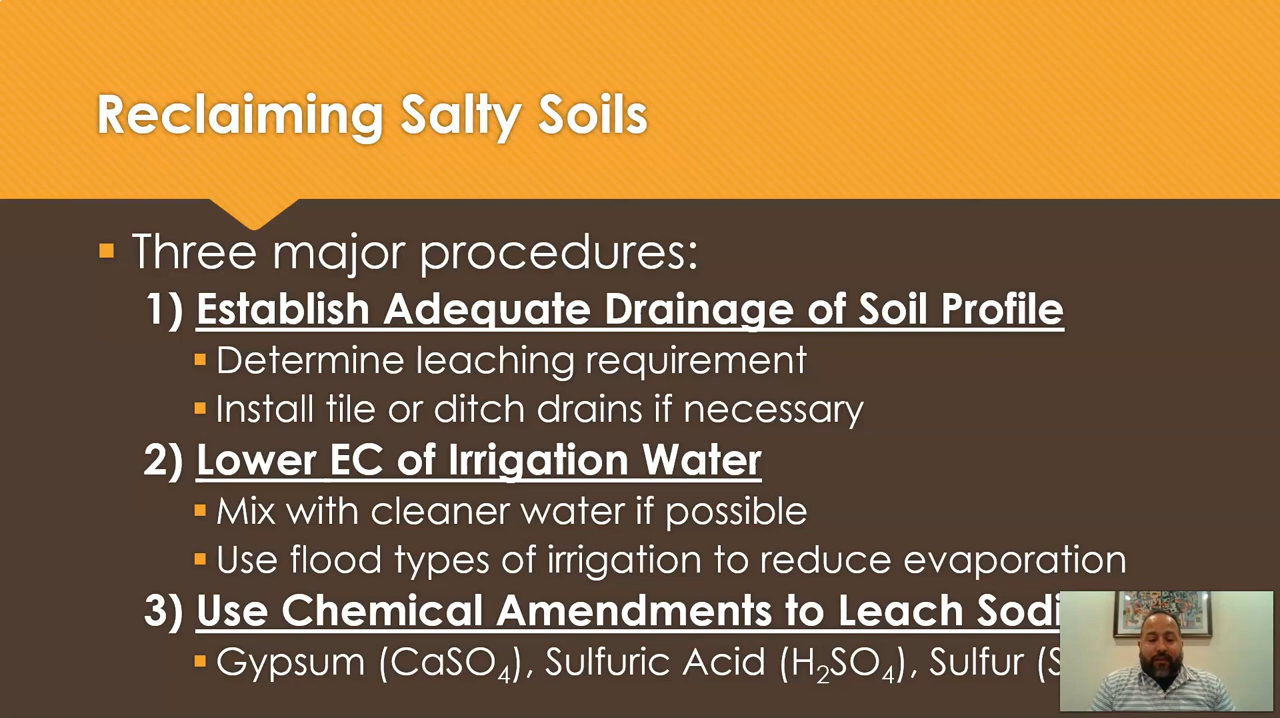 Reclaiming Salty Soils
Three major procedures:
1) Establish Adequate Drainage of Soil Profile
Determine leaching requirement
Install tile or ditch drains if necessary
2) Lower EC of Irrigation Water
Mix with cleaner water if possible
Use flood types of irrigation to reduce evaporation
3) Use Chemical Amendments to Leach
Gypsum (CaSO₄), Sulfuric Acid (H₂SO₄), Sulfur